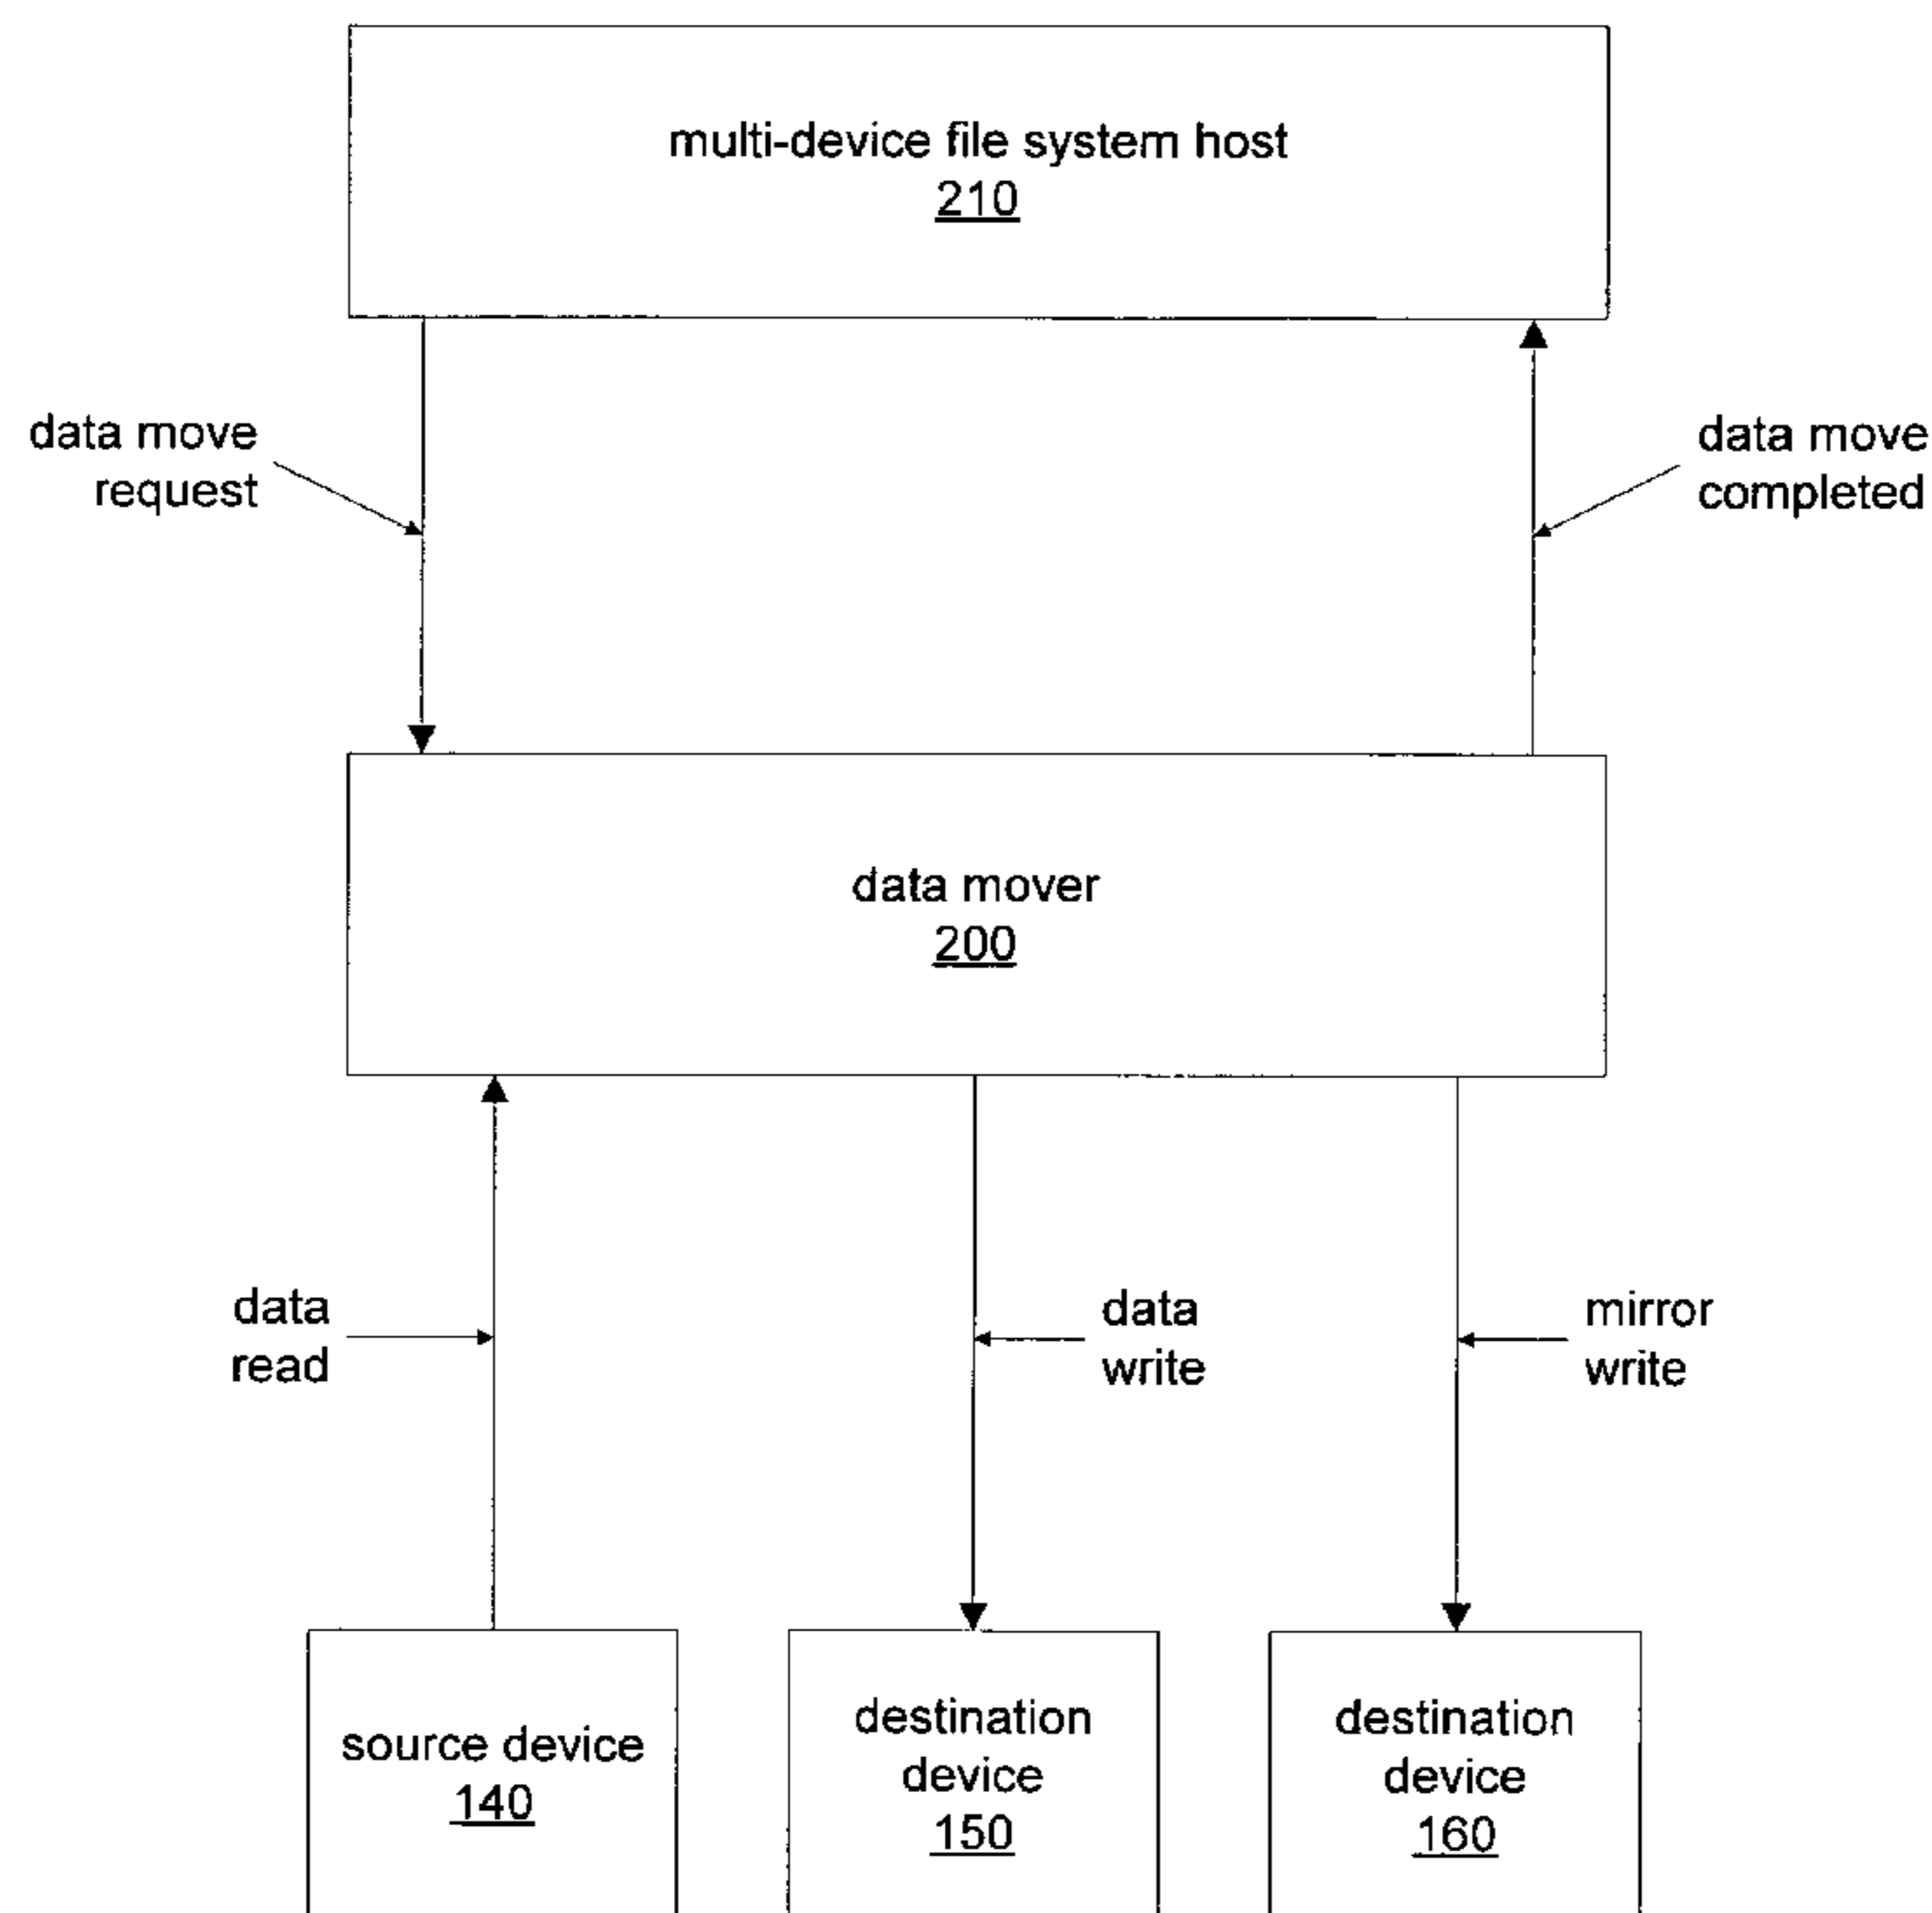 multi-device file system host
210
data move
request
data move
completed
data mover
200
data
read
data
write
mirror
write
source device
140
destination
device
150
destination
device
160